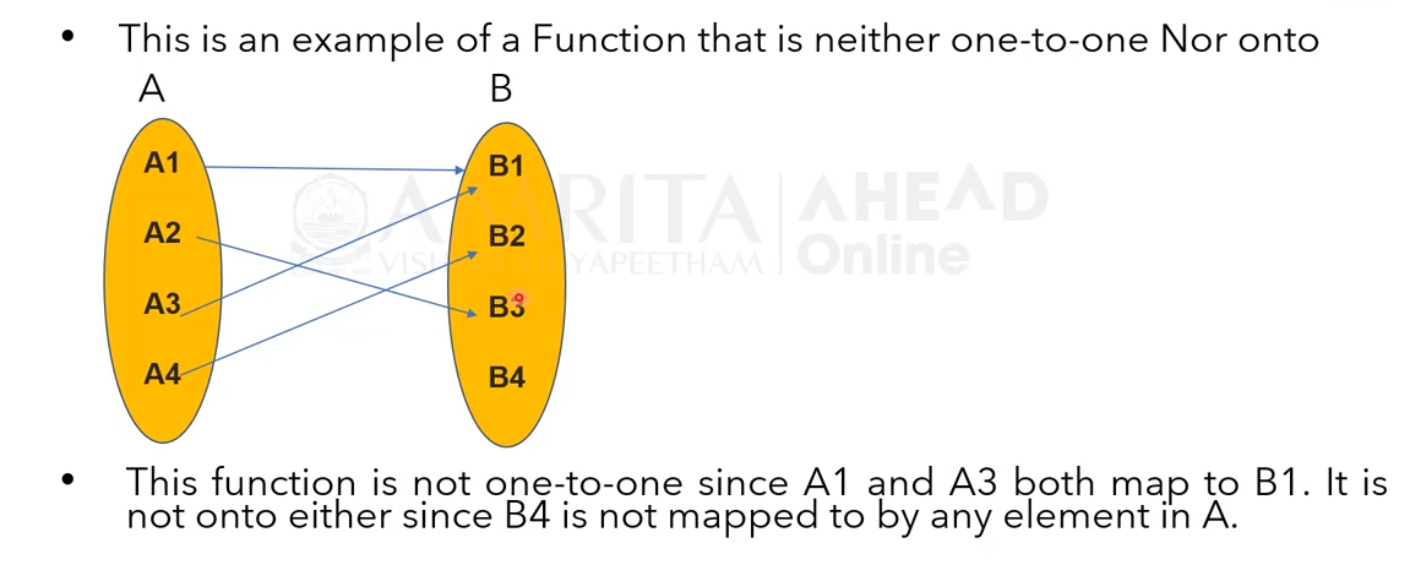 • This is an example of a Function that is neither one-to-one Nor onto
A B
A1 B1
AMRITA AHEAD
A2 B2
VISHWA VIDYAPEETHAM Online
A3 B3
A4 B4
• This function is not one-to-one since A1 and A3 both map to B1. It is
not onto either since B4 is not mapped to by any element in A.